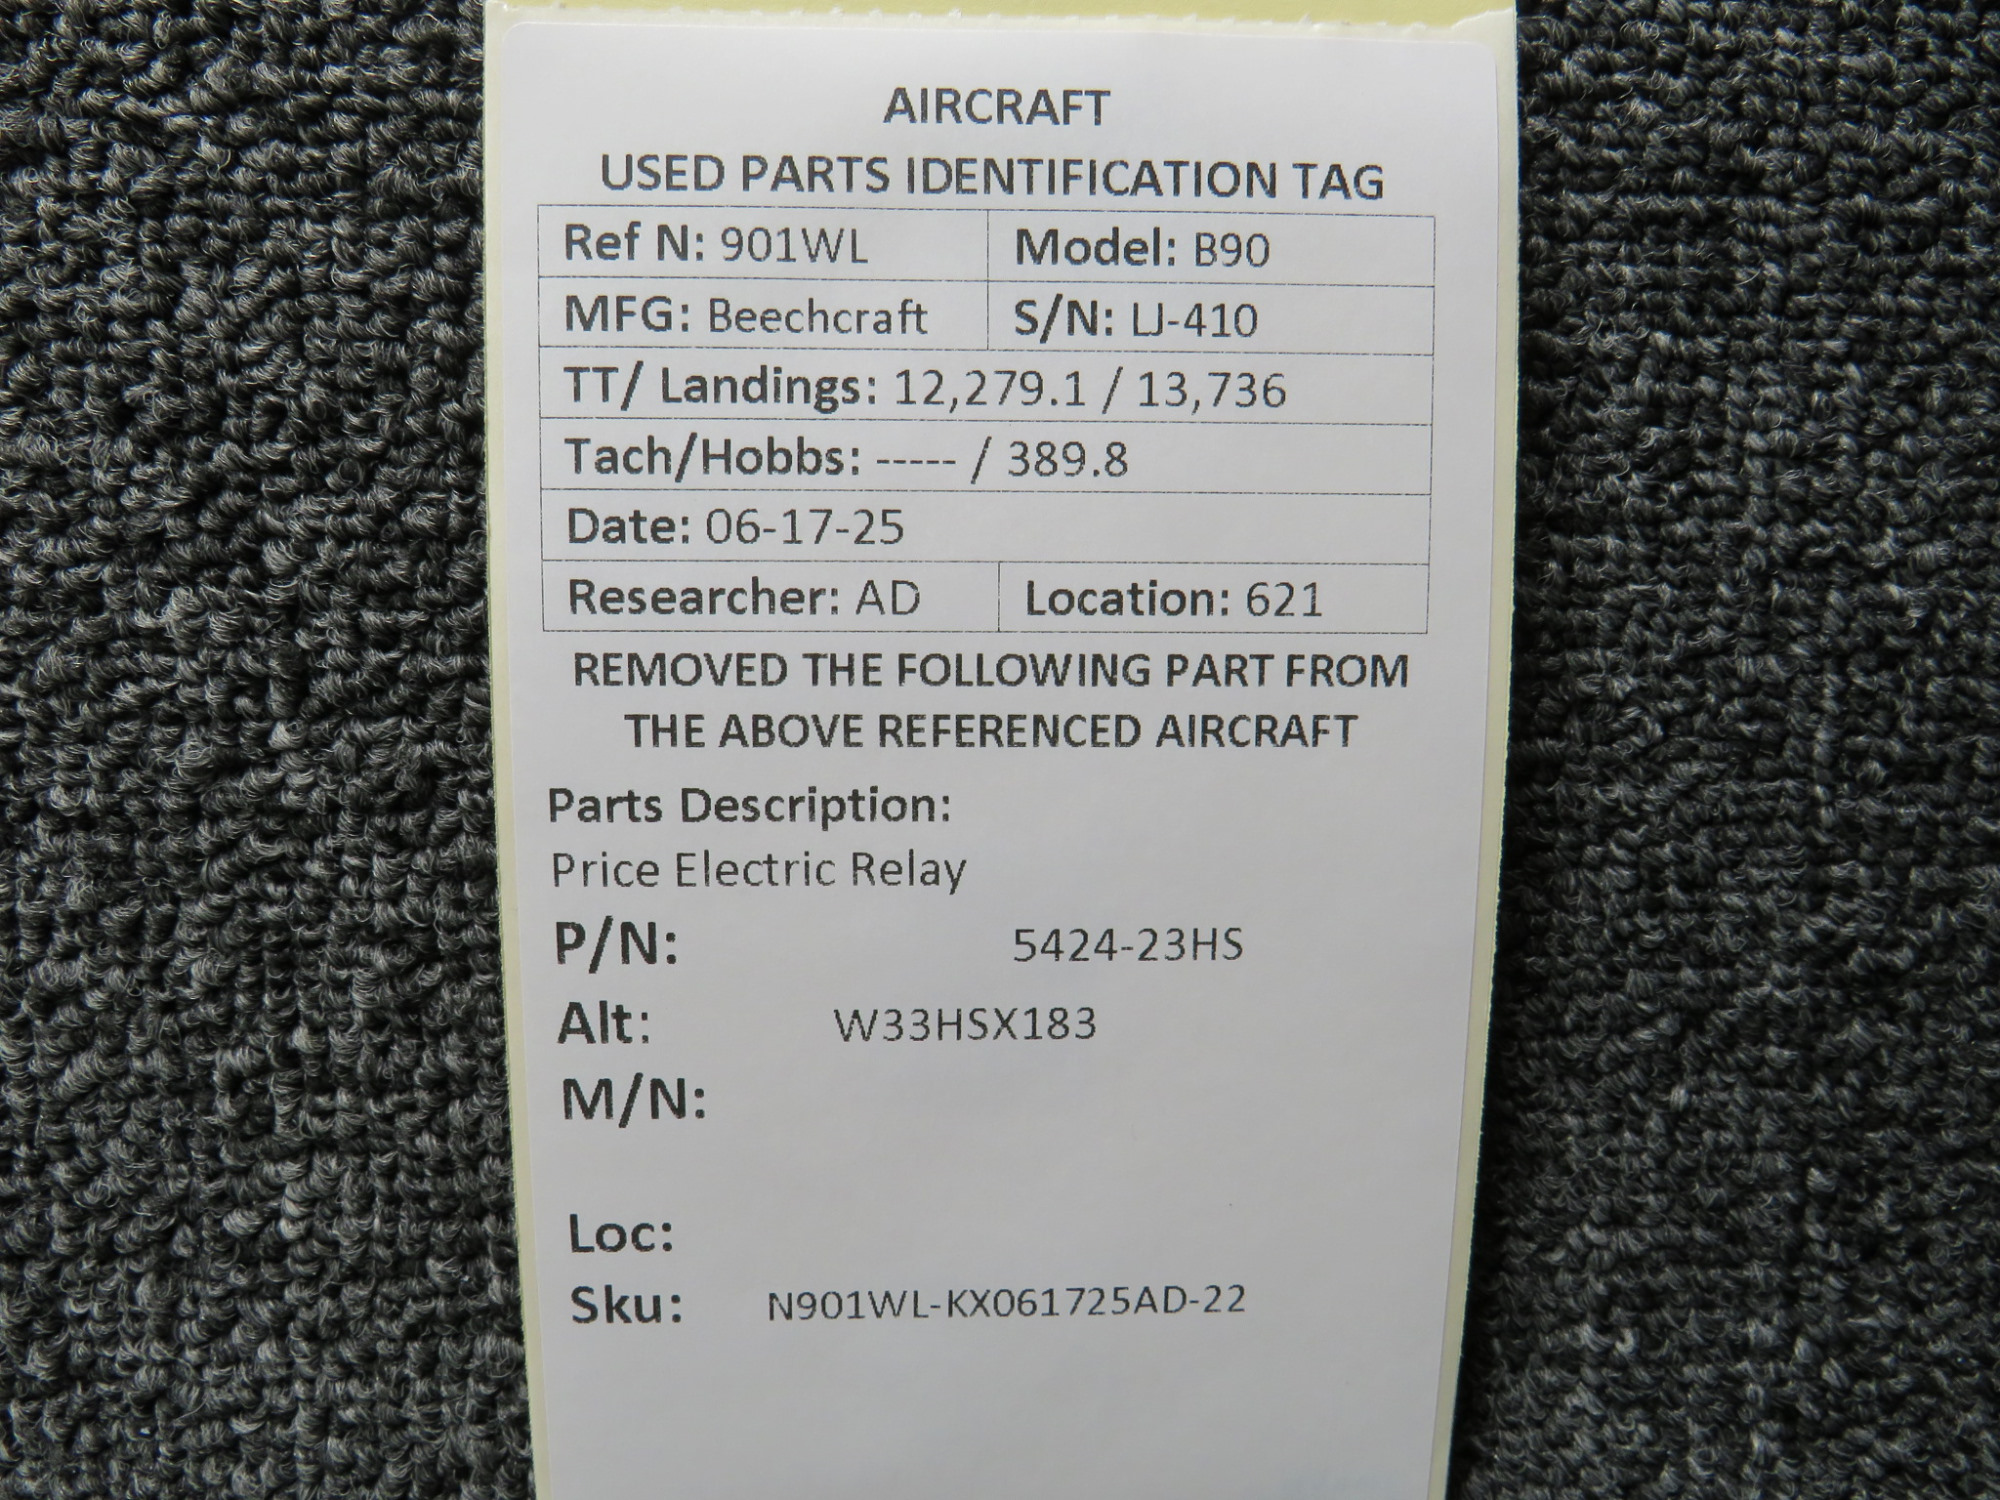 AIRCRAFT
USED PARTS IDENTIFICATION TAG
Ref N: 901WL Model: B90
MFG: Beechcraft S/N: LJ-410
TT/ Landings: 12,279.1 / 13,736
Tach/Hobbs: ----- / 389.8
Date: 06-17-25
Researcher: AD Location: 621
REMOVED THE FOLLOWING PART FROM
THE ABOVE REFERENCED AIRCRAFT
Parts Description:
Price Electric Relay
P/N: 5424-23HS
Alt: W33HSX183
M/N:
Loc:
Sku: N901WL-KX061725AD-22